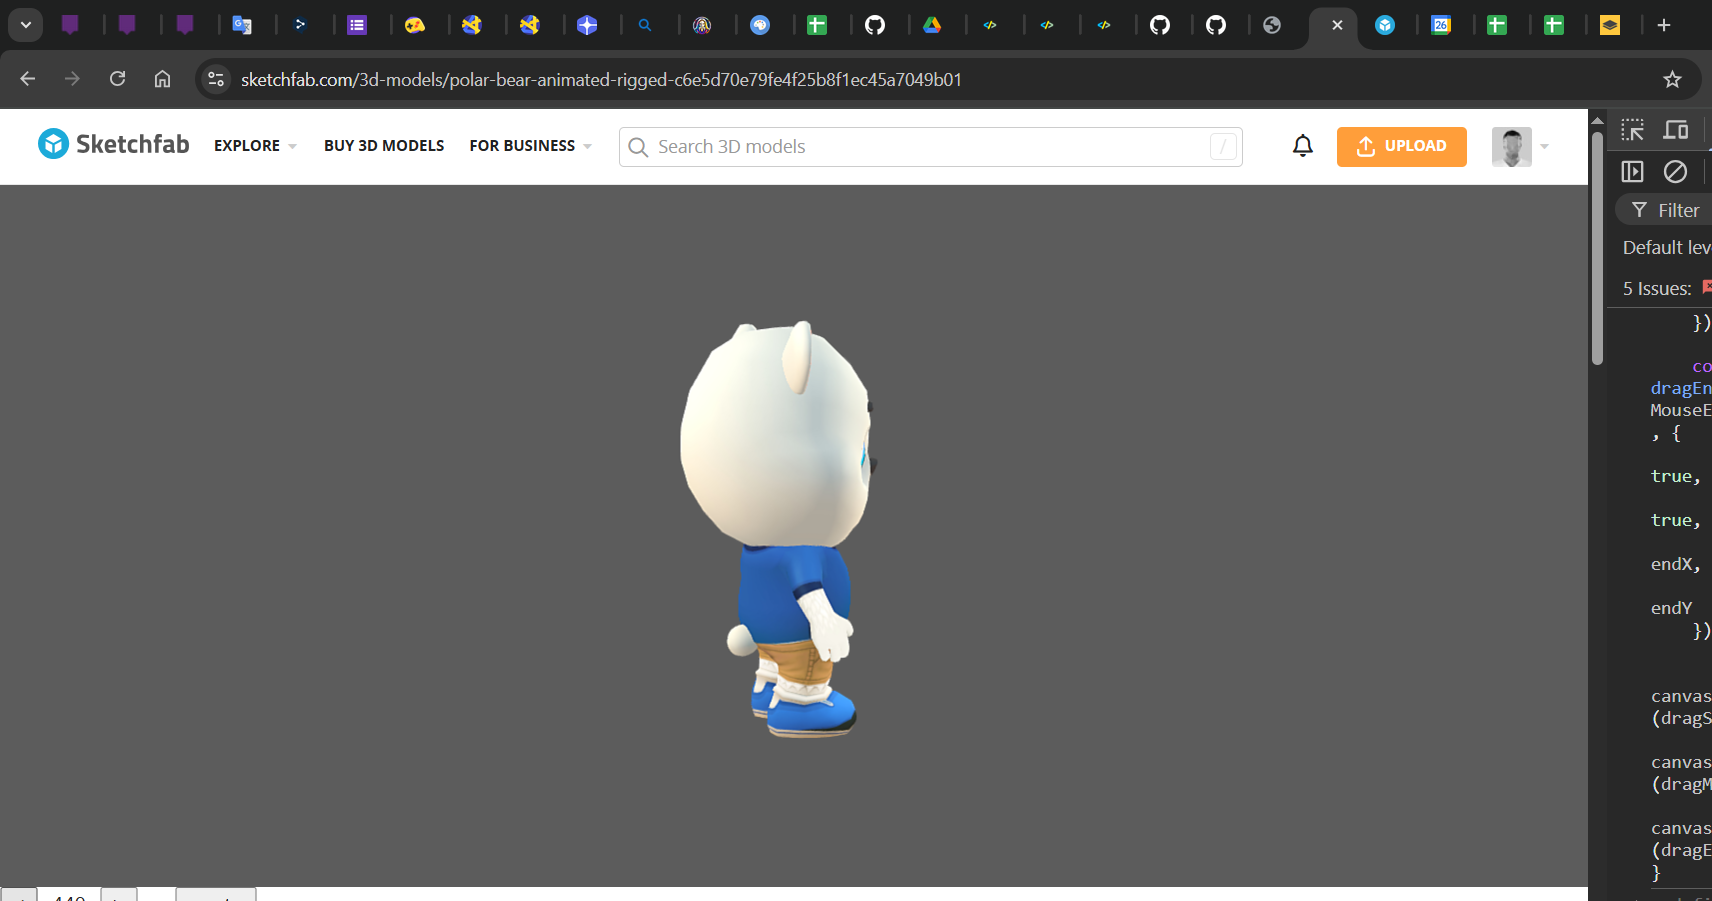 26
sketchfab.com/3d-models/polar-bear-animated-rigged-c6e5d70e79fe4f25b8f1ec45a7049b01
Sketchfab
EXPLORE
BUY 3D MODELS
FOR BUSINESS
Search 3D models
/
UPLOAD
Filter
Default lev
5 Issues:
})
co
dragEn
MouseE
, {
true,
true,
endX,
endY
})
canvas
(dragS
canvas
(dragM
canvas
(dragE
}